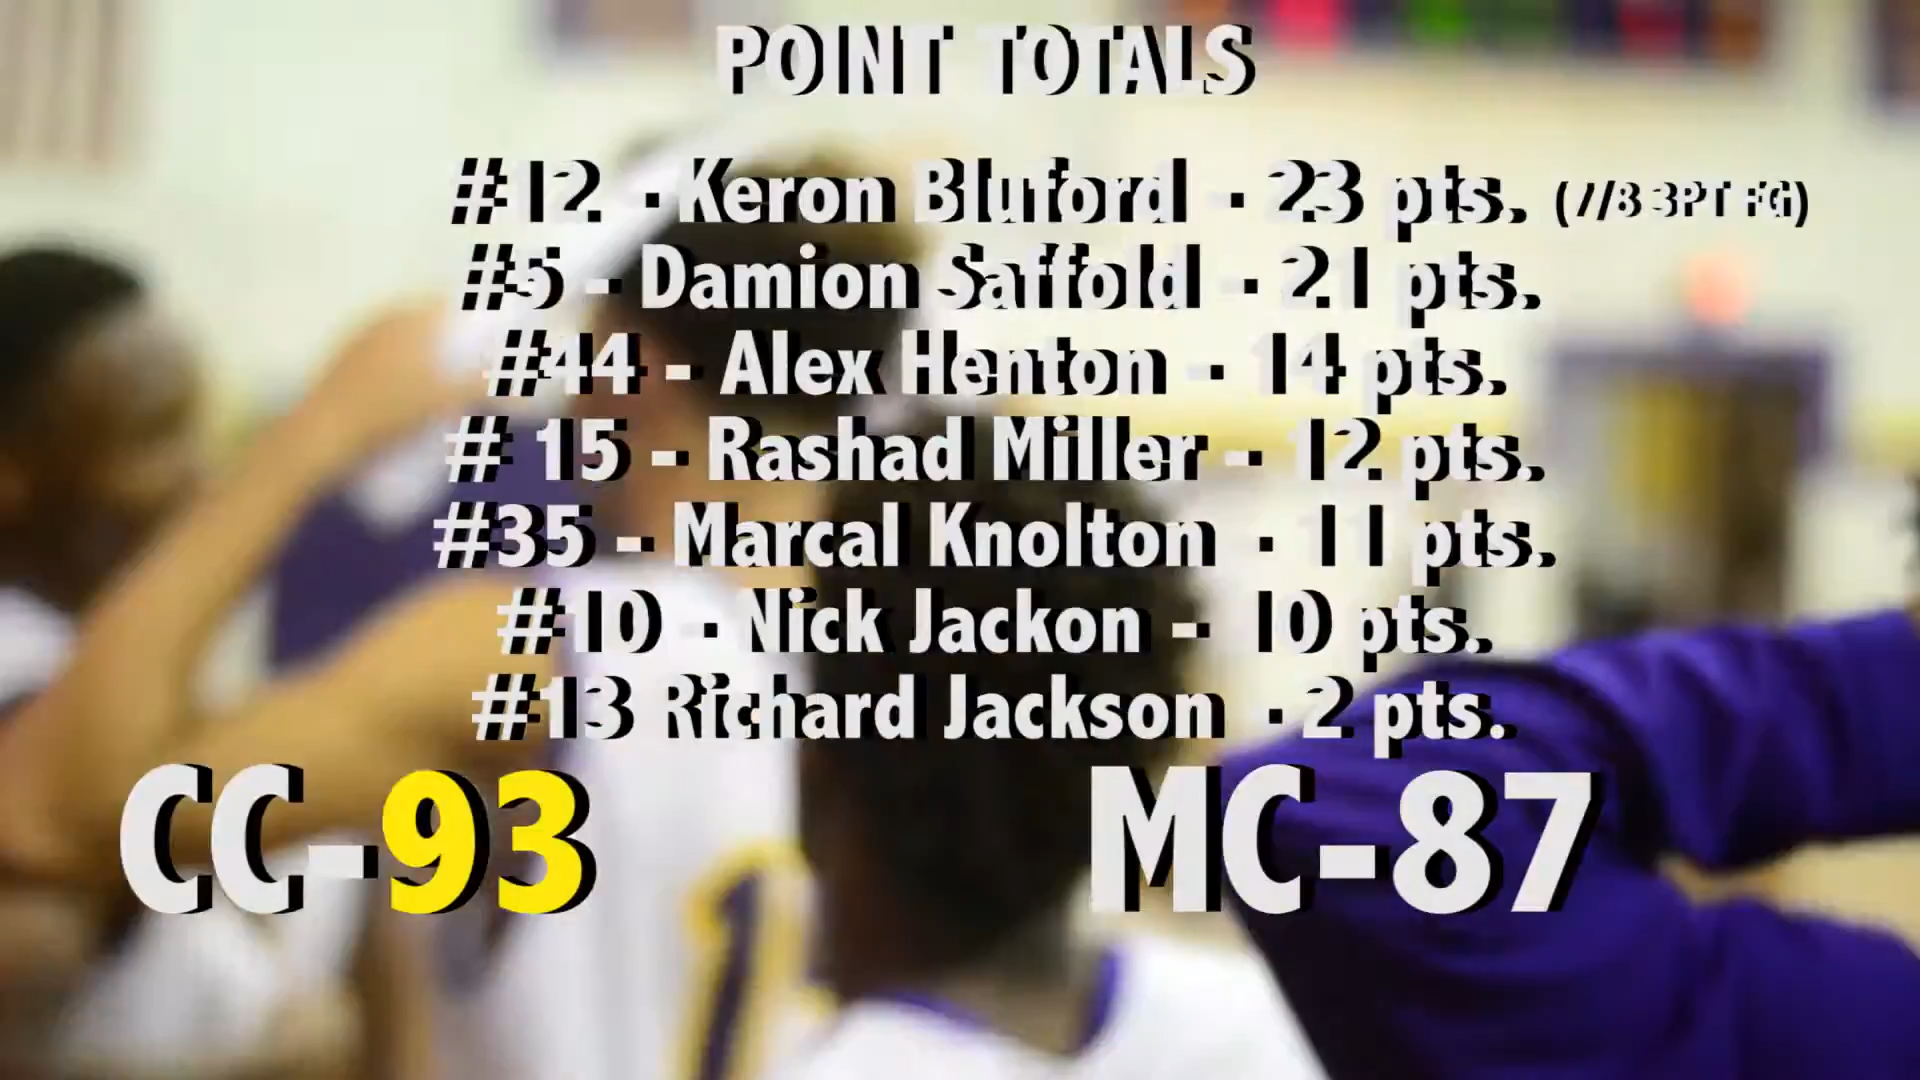 POINT TOTALS
#12 - Keron Bluford - 23 pts. (7/8 3PT FG)
#5 - Damion Saffold - 21 pts.
#44 - Alex Henton - 14 pts.
# 15 - Rashad Miller - 12 pts.
#35 - Marcal Knolton - 11 pts.
#10 - Nick Jackon - 10 pts.
#13 Richard Jackson - 2 pts.
CC-93 MC-87